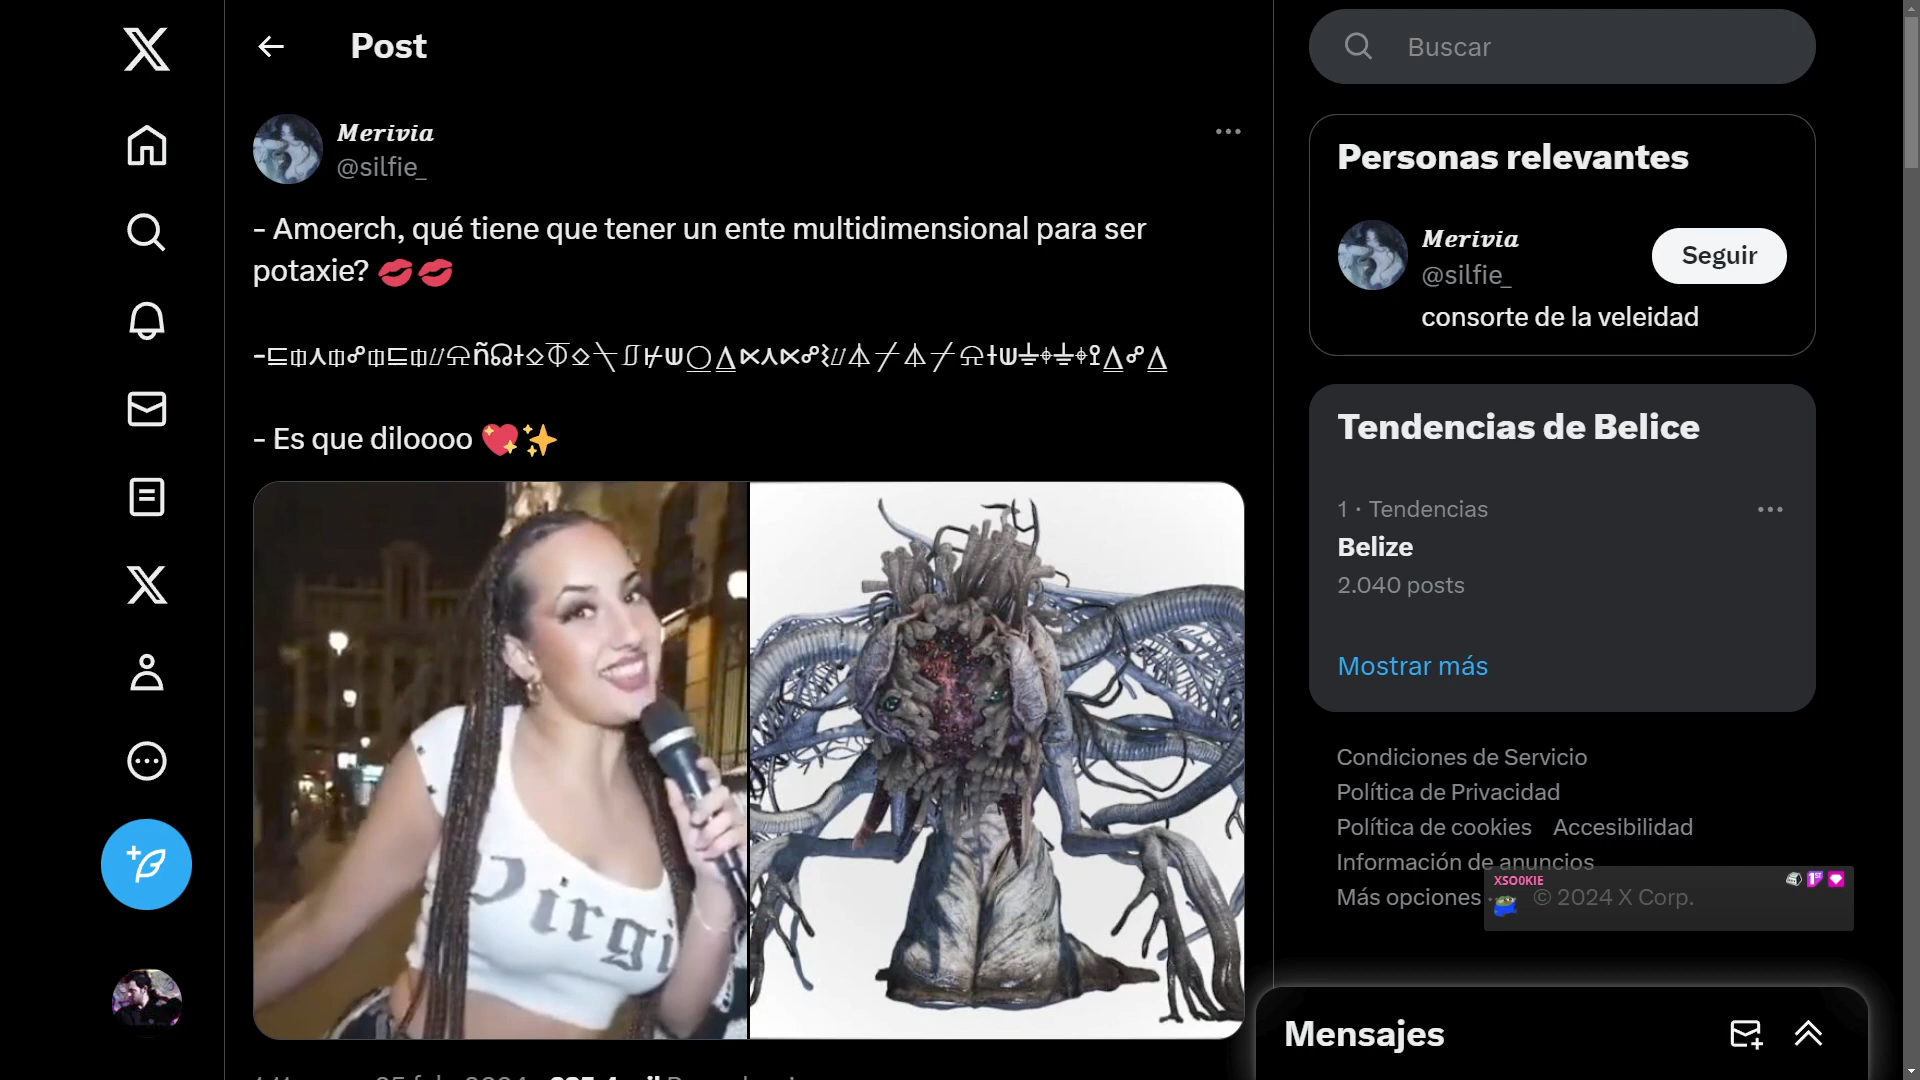 Post
Merivia
@silfie_
- Amoerch, qué tiene que tener un ente multidimensional para ser
potaxie? 💋💋
- Es que diloooo 💖✨
Virgi
Buscar
Personas relevantes
Merivia
@silfie_
Seguir
consorte de la veleidad
Tendencias de Belice
1 · Tendencias
Belize
2.040 posts
Mostrar más
Condiciones de Servicio
Política de Privacidad
Política de cookies Accesibilidad
Información de anuncios
Más opciones
© 2024 X Corp.
XSO0KIE
Mensajes